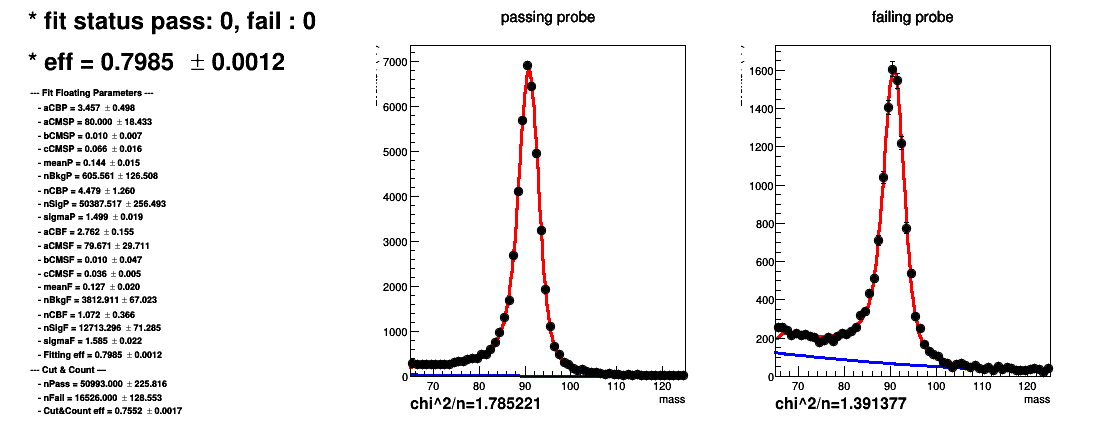 * fit status pass: 0, fail : 0
* eff = 0.7985 ± 0.0012
--- Fit Floating Parameters ---
- aCBP = 3.457 ± 0.498
- aCMSP = 80.000 ± 18.433
- bCMSP = 0.010 ± 0.007
- cCMSP = 0.066 ± 0.016
- meanP = 0.144 ± 0.015
- nBkgP = 605.561 ± 126.508
- nCBP = 4.479 ± 1.260
- nSigP = 50387.517 ± 256.493
- sigmaP = 1.499 ± 0.019
- aCBF = 2.762 ± 0.155
- aCMSF = 79.671 ± 29.711
- bCMSF = 0.010 ± 0.047
- cCMSF = 0.036 ± 0.005
- meanF = 0.127 ± 0.020
- nBkgF = 3812.911 ± 67.023
- nCBF = 1.072 ± 0.366
- nSigF = 12713.296 ± 71.285
- sigmaF = 1.585 ± 0.022
- Fitting eff = 0.7985 ± 0.0012
--- Cut & Count ---
- nPass = 50993.000 ± 225.816
- nFail = 16526.000 ± 128.553
- Cut&Count eff = 0.7552 ± 0.0017
passing probe
7000
6000
5000
4000
3000
2000
1000
0
70 80 90 100 110 120
mass
chi^2/n=1.785221
failing probe
1600
1400
1200
1000
800
600
400
200
0
70 80 90 100 110 120
mass
chi^2/n=1.391377